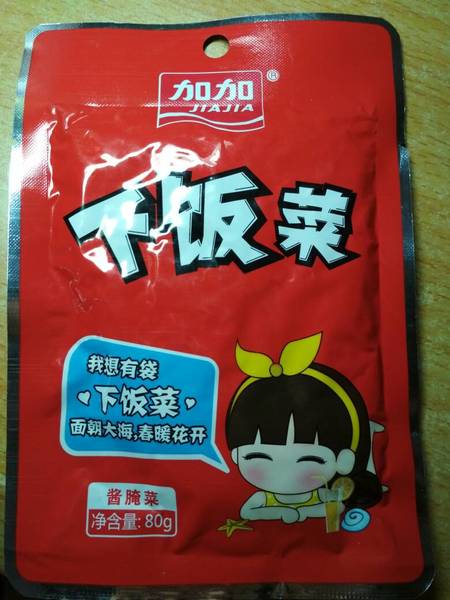 加加
JIAJIA
®
下饭菜
我想有袋
下饭菜
面朝大海,春暖花开
酱腌菜
净含量:80g